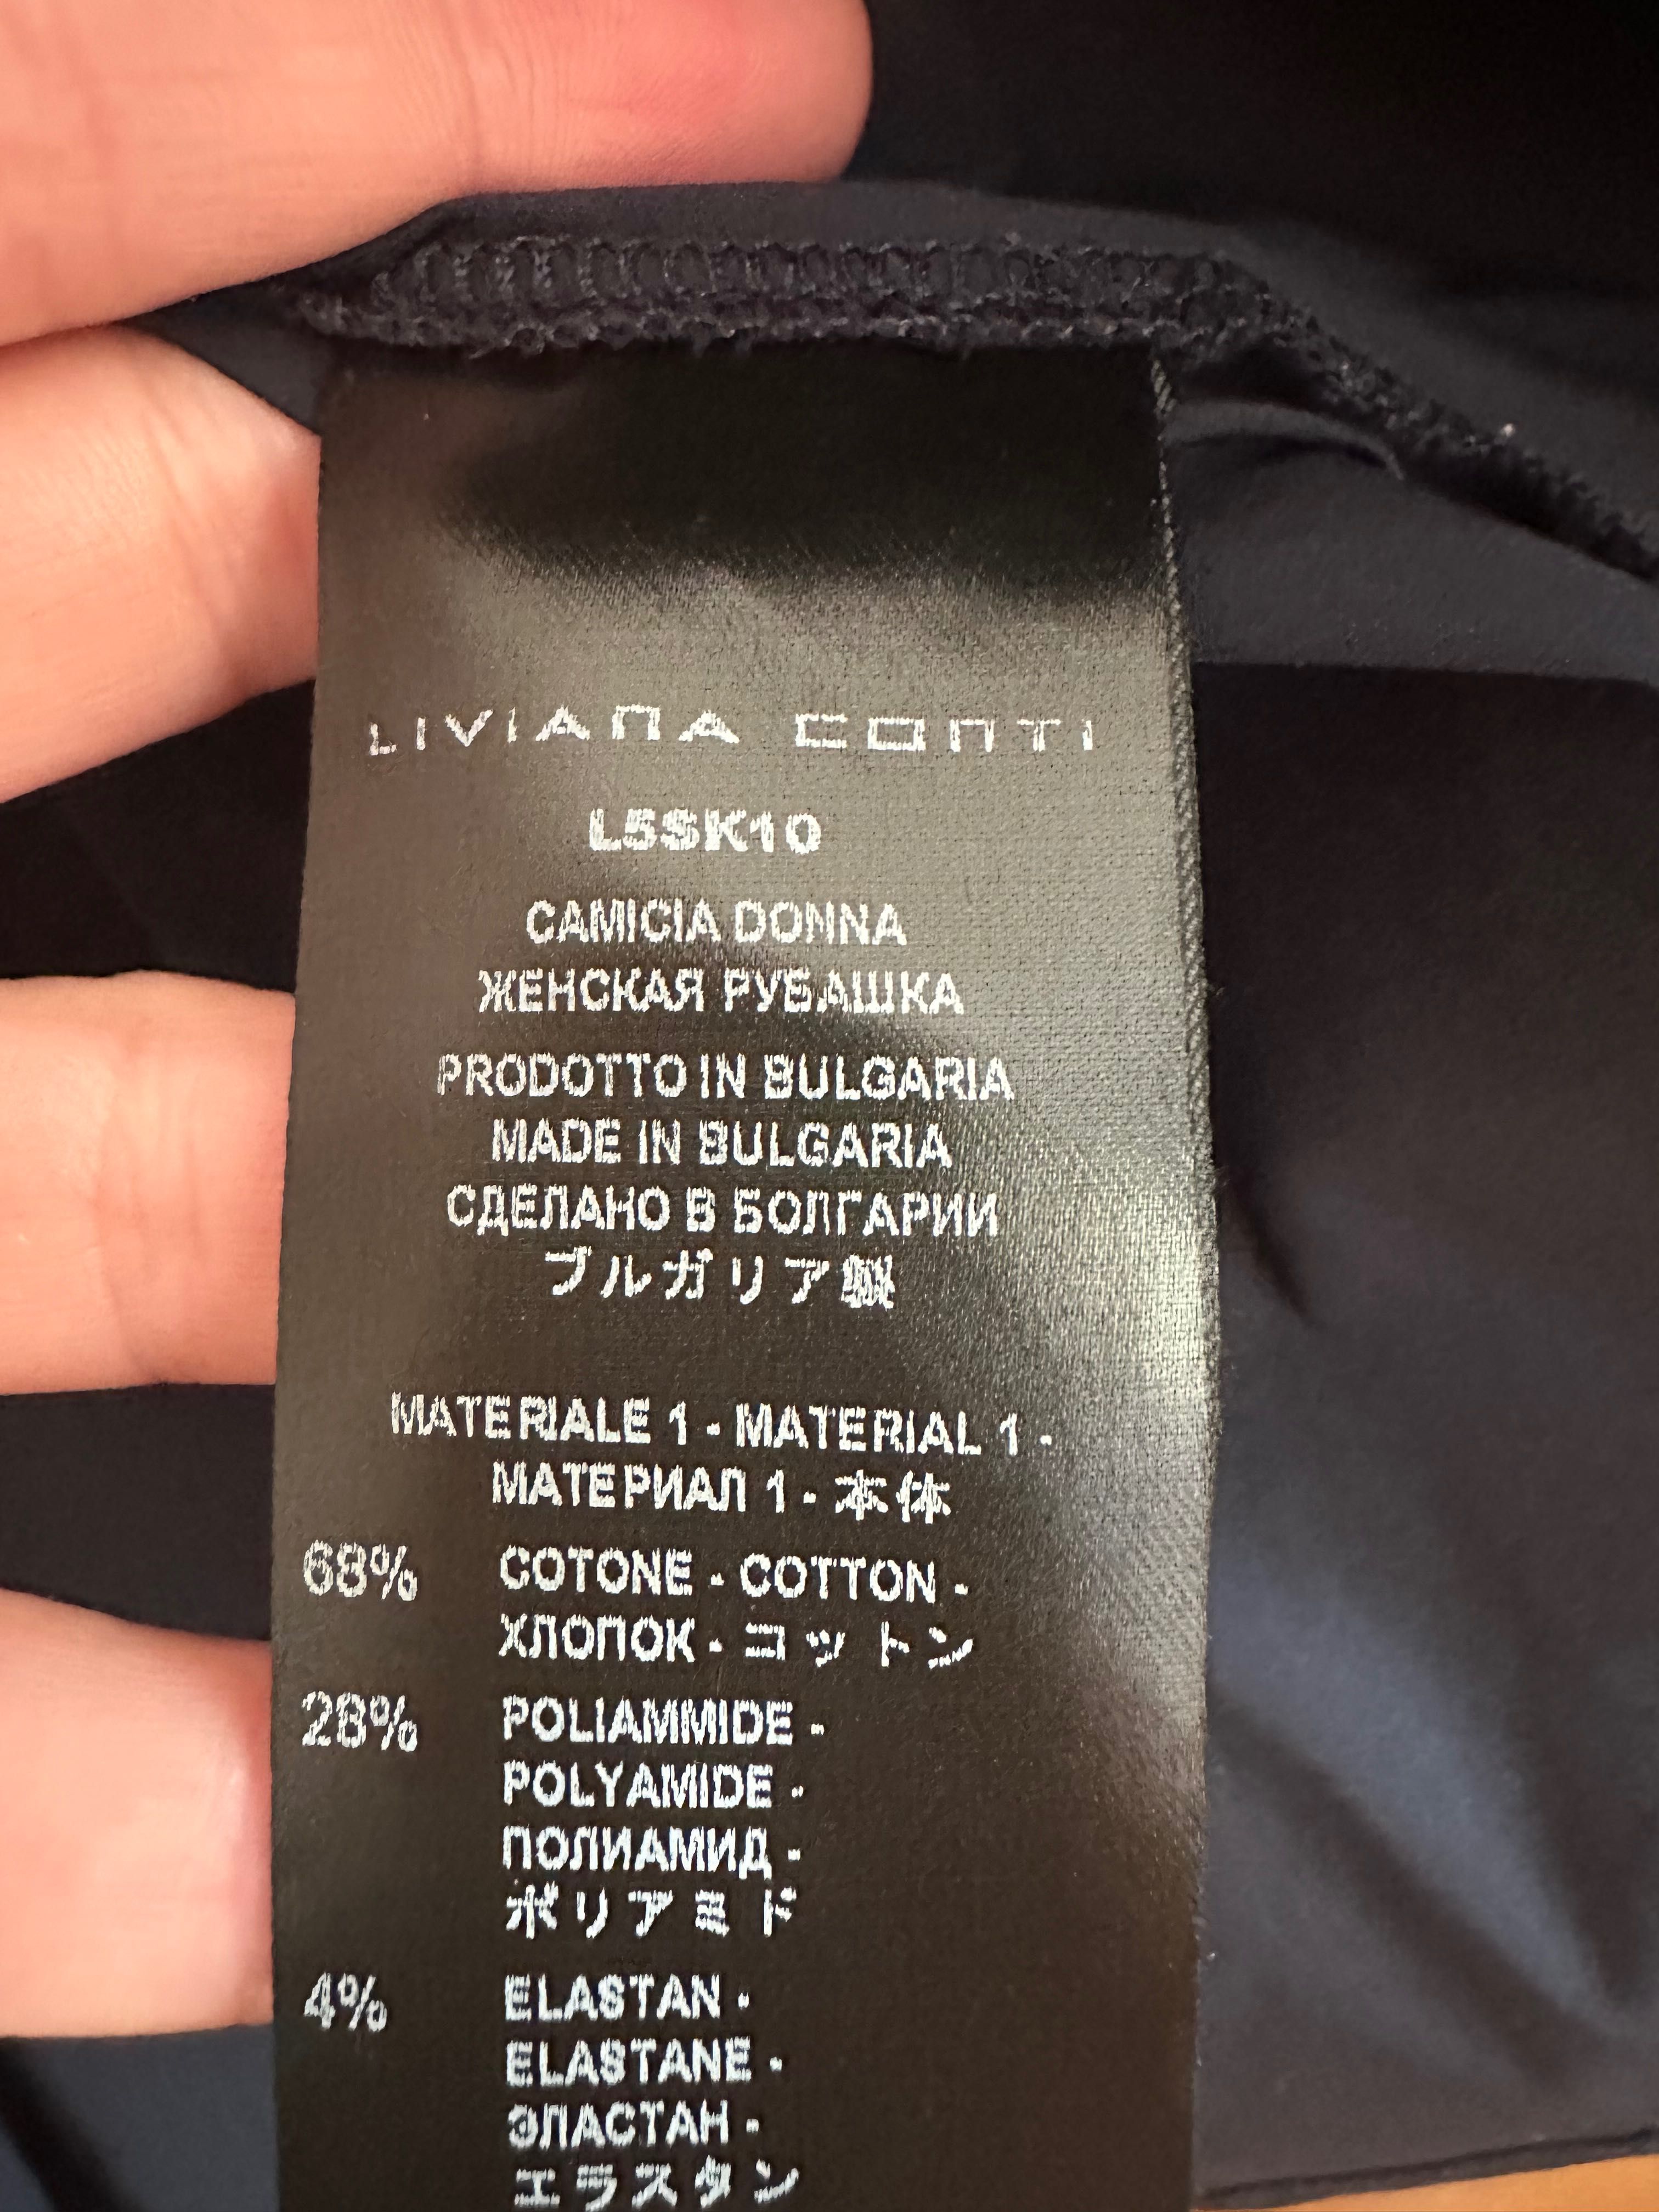 LIVIANA CONTI
L5SK10
CAMICIA DONNA
ЖЕНСКАЯ РУБАШКА
PRODOTTO IN BULGARIA
MADE IN BULGARIA
СДЕЛАНО В БОЛГАРИИ
ブルガリア製
MATERIALE 1 - MATERIAL 1 -
МАТЕРИАЛ 1 - 本体
68% COTONE - COTTON -
ХЛОПОК - コットン
28% POLIAMMIDE -
POLYAMIDE -
ПОЛИАМИД -
ポリアミド
4% ELASTAN -
ELASTANE -
ЭЛАСТАН -
エラスタン